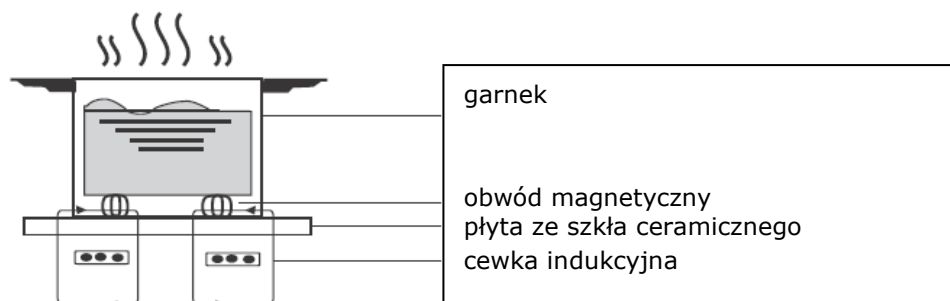 garnek
obwód magnetyczny
płyta ze szkła ceramicznego
cewka indukcyjna